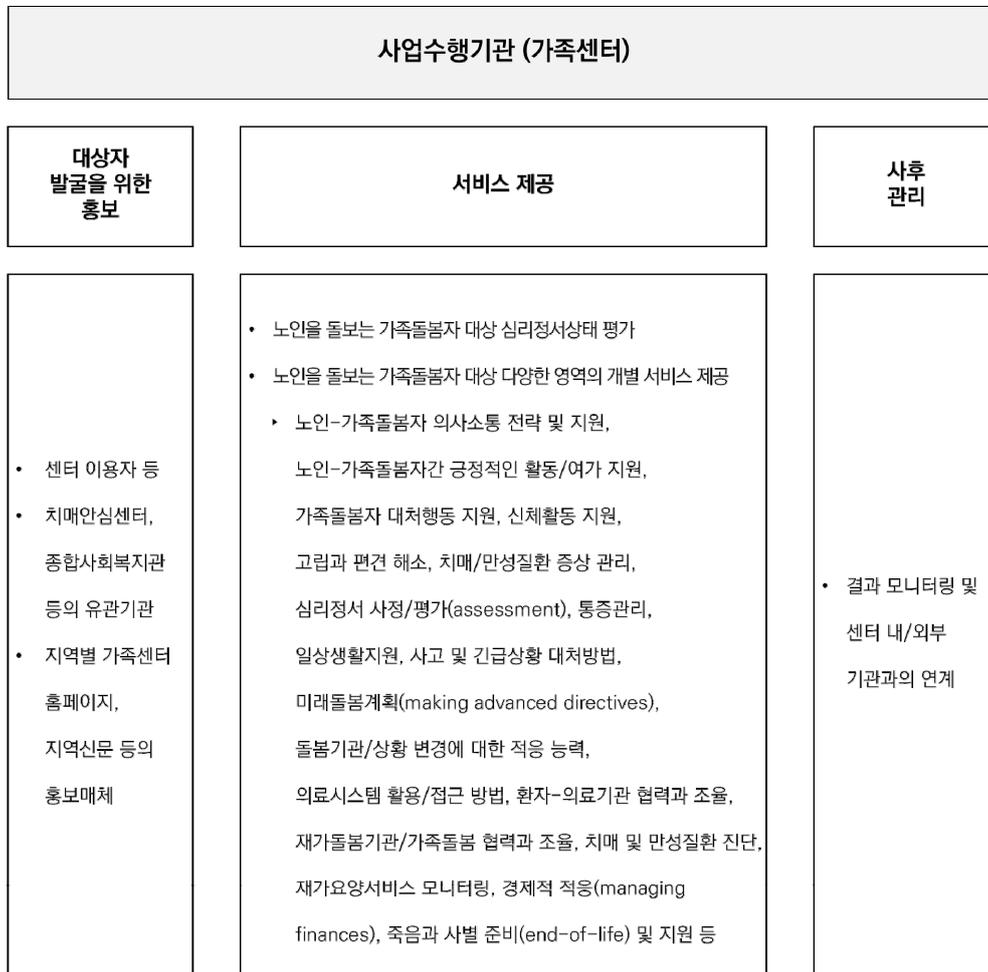 사업수행기관 (가족센터)
대상자
발굴을 위한
홍보
서비스 제공
사후
관리
• 센터 이용자 등
• 치매안심센터,
종합사회복지관
등의 유관기관
• 지역별 가족센터
홈페이지,
지역신문 등의
홍보매체
• 노인을 돌보는 가족돌봄자 대상 심리정서상태 평가
• 노인을 돌보는 가족돌봄자 대상 다양한 영역의 개별 서비스 제공
‣ 노인-가족돌봄자 의사소통 전략 및 지원,
노인-가족돌봄자간 긍정적인 활동/여가 지원,
가족돌봄자 대처행동 지원, 신체활동 지원,
고립과 편견 해소, 치매/만성질환 증상 관리,
심리정서 사정/평가(assessment), 통증관리,
일상생활지원, 사고 및 긴급상황 대처방법,
미래돌봄계획(making advanced directives),
돌봄기관/상황 변경에 대한 적응 능력,
의료시스템 활용/접근 방법, 환자-의료기관 협력과 조율,
재가돌봄기관/가족돌봄 협력과 조율, 치매 및 만성질환 진단,
재가요양서비스 모니터링, 경제적 적응(managing
finances), 죽음과 사별 준비(end-of-life) 및 지원 등
• 결과 모니터링 및
센터 내/외부
기관과의 연계